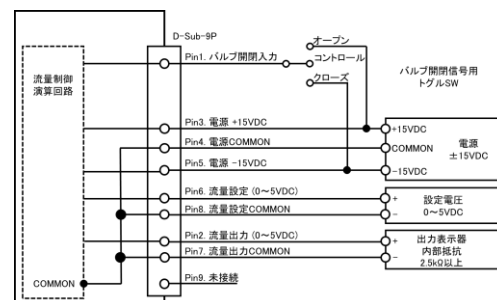 D-Sub-9P
オープン
Pin1. バルブ開閉入力
コントロール
クローズ
バルブ開閉信号用
トグルSW
流量制御
演算回路
Pin3. 電源 +15VDC
+15VDC
Pin4. 電源COMMON
COMMON
電源
±15VDC
Pin5. 電源 -15VDC
-15VDC
Pin6. 流量設定 (0～5VDC)
+
設定電圧
Pin8. 流量設定COMMON
-
0～5VDC
Pin2. 流量出力 (0～5VDC)
+
出力表示器
内部抵抗
Pin7. 流量出力COMMON
-
2.5kΩ以上
COMMON
Pin9. 未接続